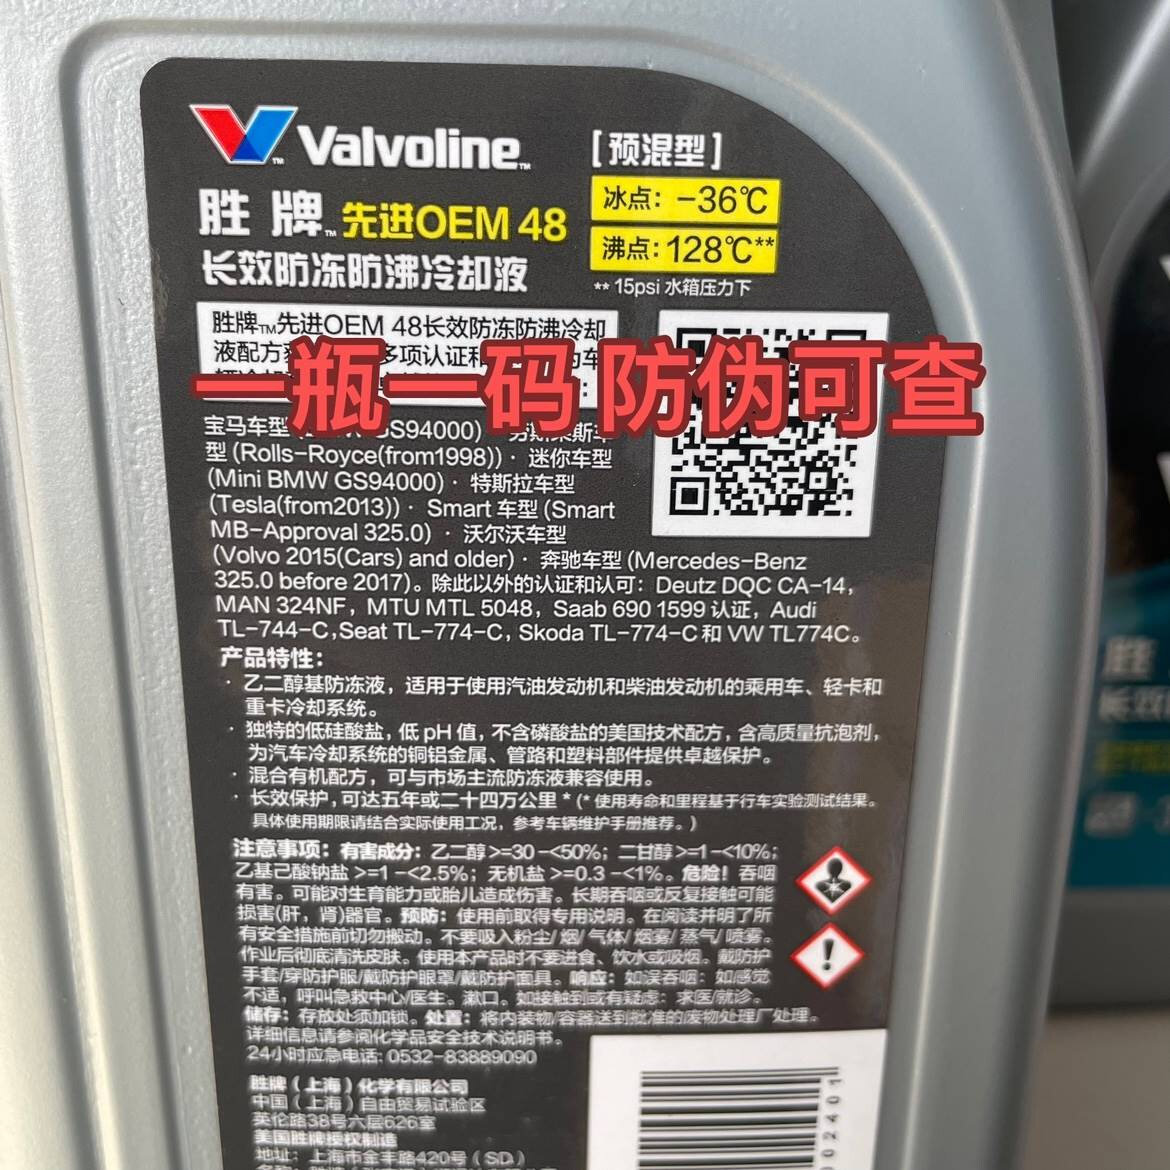 Valvoline™
[预混型]
胜牌™ 先进OEM 48
冰点：-36℃
沸点：128℃**
长效防冻防沸冷却液
** 15psi 水箱压力下
胜牌™先进OEM 48长效防冻防沸冷却
液配方 多项认证和
一瓶一码 防伪可查
宝马车型 GS94000)
型 (Rolls-Royce(from1998)) · 迷你车型
(Mini BMW GS94000) · 特斯拉车型
(Tesla(from2013)) · Smart 车型 (Smart
MB-Approval 325.0) · 沃尔沃车型
(Volvo 2015(Cars) and older) · 奔驰车型 (Mercedes-Benz
325.0 before 2017)。除此以外的认证和认可：Deutz DQC CA-14，
MAN 324NF，MTU MTL 5048，Saab 690 1599 认证，Audi
TL-744-C,Seat TL-774-C, Skoda TL-774-C 和 VW TL774C。
产品特性：
· 乙二醇基防冻液，适用于使用汽油发动机和柴油发动机的乘用车、轻卡和
重卡冷却系统。
· 独特的低硅酸盐，低 pH 值，不含磷酸盐的美国技术配方，含高质量抗泡剂，
为汽车冷却系统的铜铝金属、管路和塑料部件提供卓越保护。
· 混合有机配方，可与市场主流防冻液兼容使用。
· 长效保护，可达五年或二十四万公里 * (* 使用寿命和里程基于行车实验测试结果。
具体使用期限请结合实际使用工况，参考车辆维护手册推荐。)
注意事项：有害成分：乙二醇 >=30 -<50%；二甘醇 >=1 -<10%；
乙基己酸钠盐 >=1 -<2.5%；无机盐 >=0.3 -<1%。危险！吞咽
有害。可能对生育能力或胎儿造成伤害。长期吞咽或反复接触可能
损害(肝，肾)器官。预防：使用前取得专用说明。在阅读并明了所
有安全措施前切勿搬动。不要吸入粉尘/烟/气体/烟雾/蒸气/喷雾。
作业后彻底清洗皮肤。使用本产品时不要进食、饮水或吸烟。戴防护
手套/穿防护服/戴防护眼罩/戴防护面具。响应：如误吞咽：如感觉
不适，呼叫急救中心/医生。漱口。如接触到或有疑虑：求医/就诊。
储存：存放处须加锁。处置：将内装物/容器送到批准的废物处理厂处理。
详细信息请参阅化学品安全技术说明书。
24小时应急电话: 0532-83889090
胜牌（上海）化学有限公司
中国（上海）自由贸易试验区
英伦路38号六层626室
美国胜牌授权制造
地址：上海市金丰路420号（SD）
002401
胜
长效